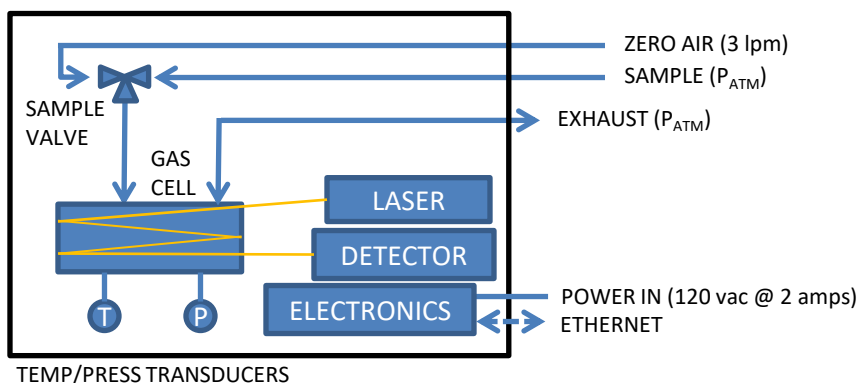 ZERO AIR (3 lpm)
SAMPLE (PATM)
SAMPLE
VALVE
EXHAUST (PATM)
GAS
CELL
LASER
DETECTOR
T
P
ELECTRONICS
POWER IN (120 vac @ 2 amps)
ETHERNET
TEMP/PRESS TRANSDUCERS